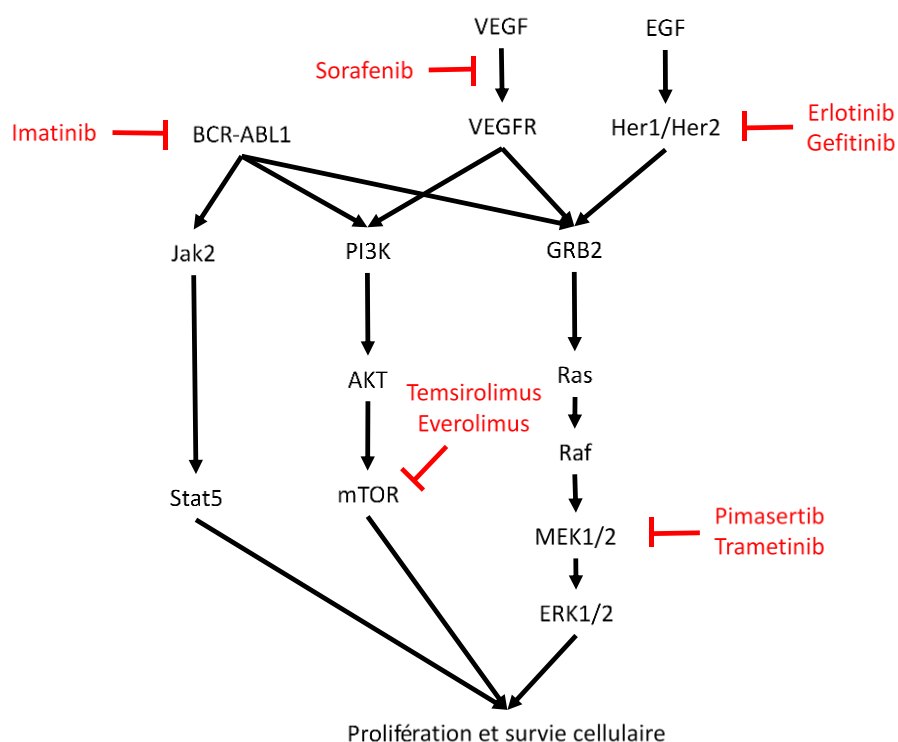 VEGF
EGF
Sorafenib
Imatinib
BCR-ABL1
VEGFR
Her1/Her2
Erlotinib
Gefitinib
Jak2
PI3K
GRB2
AKT
Temsirolimus
Everolimus
Ras
Raf
Stat5
mTOR
MEK1/2
Pimasertib
Trametinib
ERK1/2
Prolifération et survie cellulaire